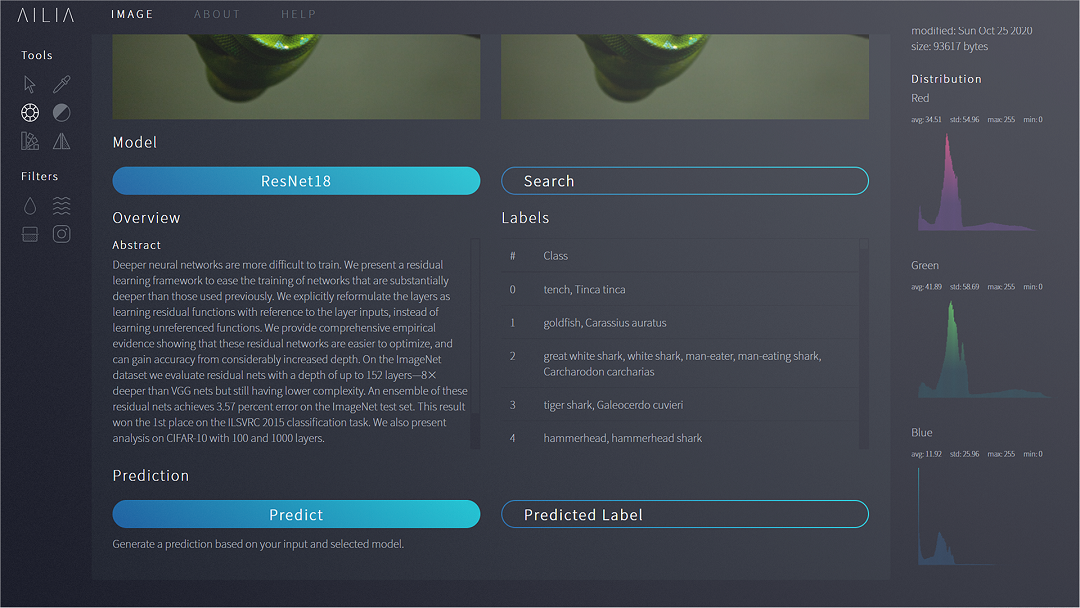 AILIA
IMAGE
ABOUT
HELP
Tools
Filters
Model
ResNet18
Search
Overview
Abstract
Deeper neural networks are more difficult to train. We present a residual
learning framework to ease the training of networks that are substantially
deeper than those used previously. We explicitly reformulate the layers as
learning residual functions with reference to the layer inputs, instead of
learning unreferenced functions. We provide comprehensive empirical
evidence showing that these residual networks are easier to optimize, and
can gain accuracy from considerably increased depth. On the ImageNet
dataset we evaluate residual nets with a depth of up to 152 layers—8×
deeper than VGG nets but still having lower complexity. An ensemble of these
residual nets achieves 3.57 percent error on the ImageNet test set. This result
won the 1st place on the ILSVRC 2015 classification task. We also present
analysis on CIFAR-10 with 100 and 1000 layers.
Labels
# Class
0 tench, Tinca tinca
1 goldfish, Carassius auratus
2 great white shark, white shark, man-eater, man-eating shark,
Carcharodon carcharias
3 tiger shark, Galeocerdo cuvieri
4 hammerhead, hammerhead shark
Prediction
Predict
Predicted Label
Generate a prediction based on your input and selected model.
modified: Sun Oct 25 2020
size: 93617 bytes
Distribution
Red
avg: 34.51 std: 54.96 max: 255 min: 0
Green
avg: 41.89 std: 58.69 max: 255 min: 0
Blue
avg: 11.92 std: 25.96 max: 255 min: 0